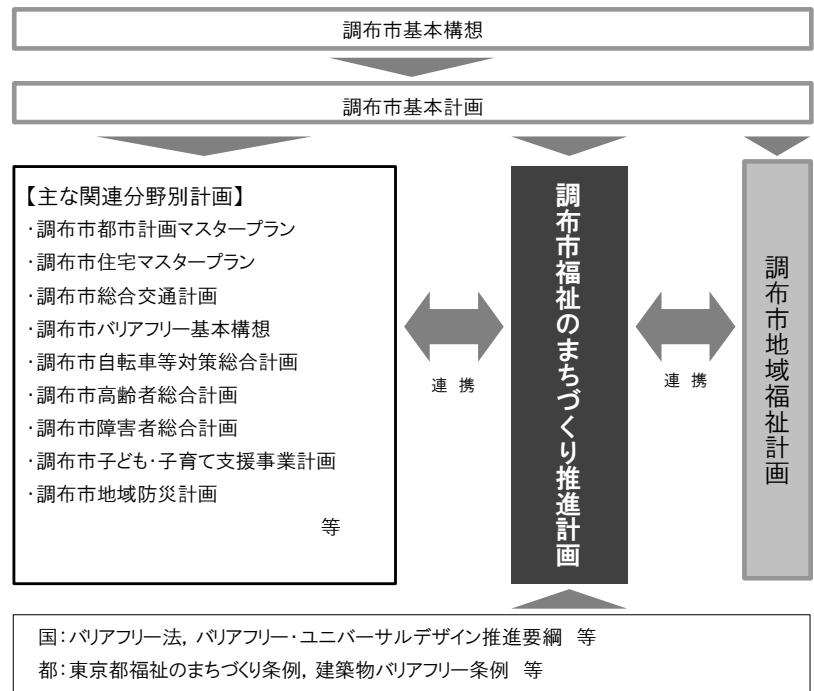 調布市基本構想
調布市基本計画
【主な関連分野別計画】
・調布市都市計画マスタープラン
・調布市住宅マスタープラン
・調布市総合交通計画
・調布市バリアフリー基本構想
・調布市自転車等対策総合計画
・調布市高齢者総合計画
・調布市障害者総合計画
・調布市子ども・子育て支援事業計画
・調布市地域防災計画
等
連 携
調布市福祉のまちづくり推進計画
連 携
調布市地域福祉計画
国：バリアフリー法，バリアフリー・ユニバーサルデザイン推進要綱 等
都：東京都福祉のまちづくり条例，建築物バリアフリー条例 等